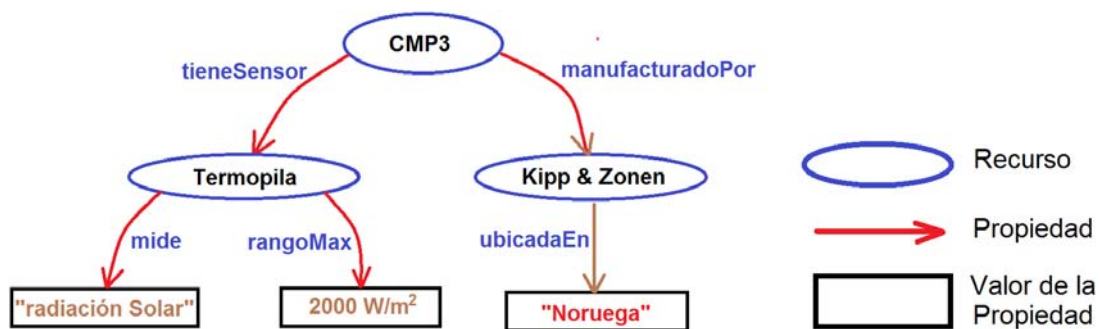 CMP3
tieneSensor
manufacturadoPor
Termopila
Kipp & Zonen
Recurso
mide
rangoMax
ubicadaEn
Propiedad
"radiación Solar"
2000 W/m²
"Noruega"
Valor de la
Propiedad